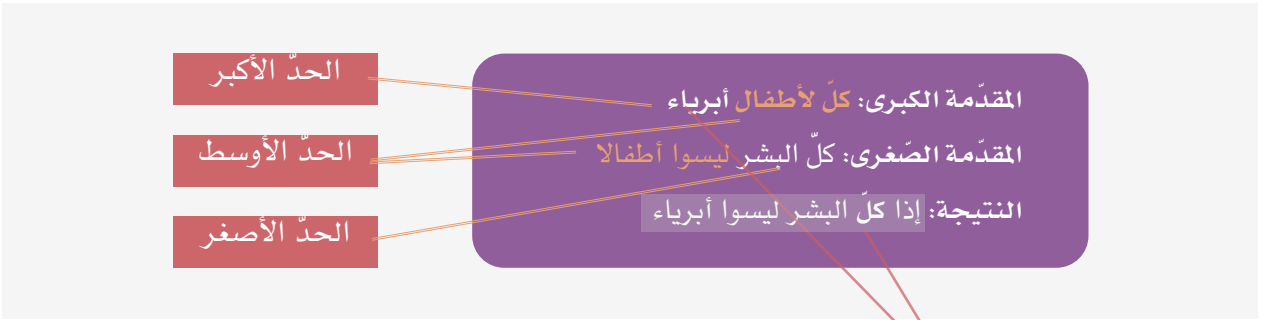 الحدّ الأكبر
الحدّ الأوسط
الحدّ الأصغر
المقدّمة الكبرى: كلّ لأطفال أبرياء
المقدّمة الصّغرى: كلّ البشر ليسوا أطفالا
النتيجة: إذا كلّ البشر ليسوا أبرياء